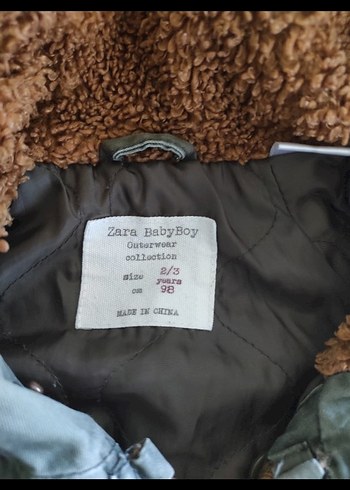 Zara BabyBoy
Outerwear
collection
size 2/3
years
cm 98
MADE IN CHINA